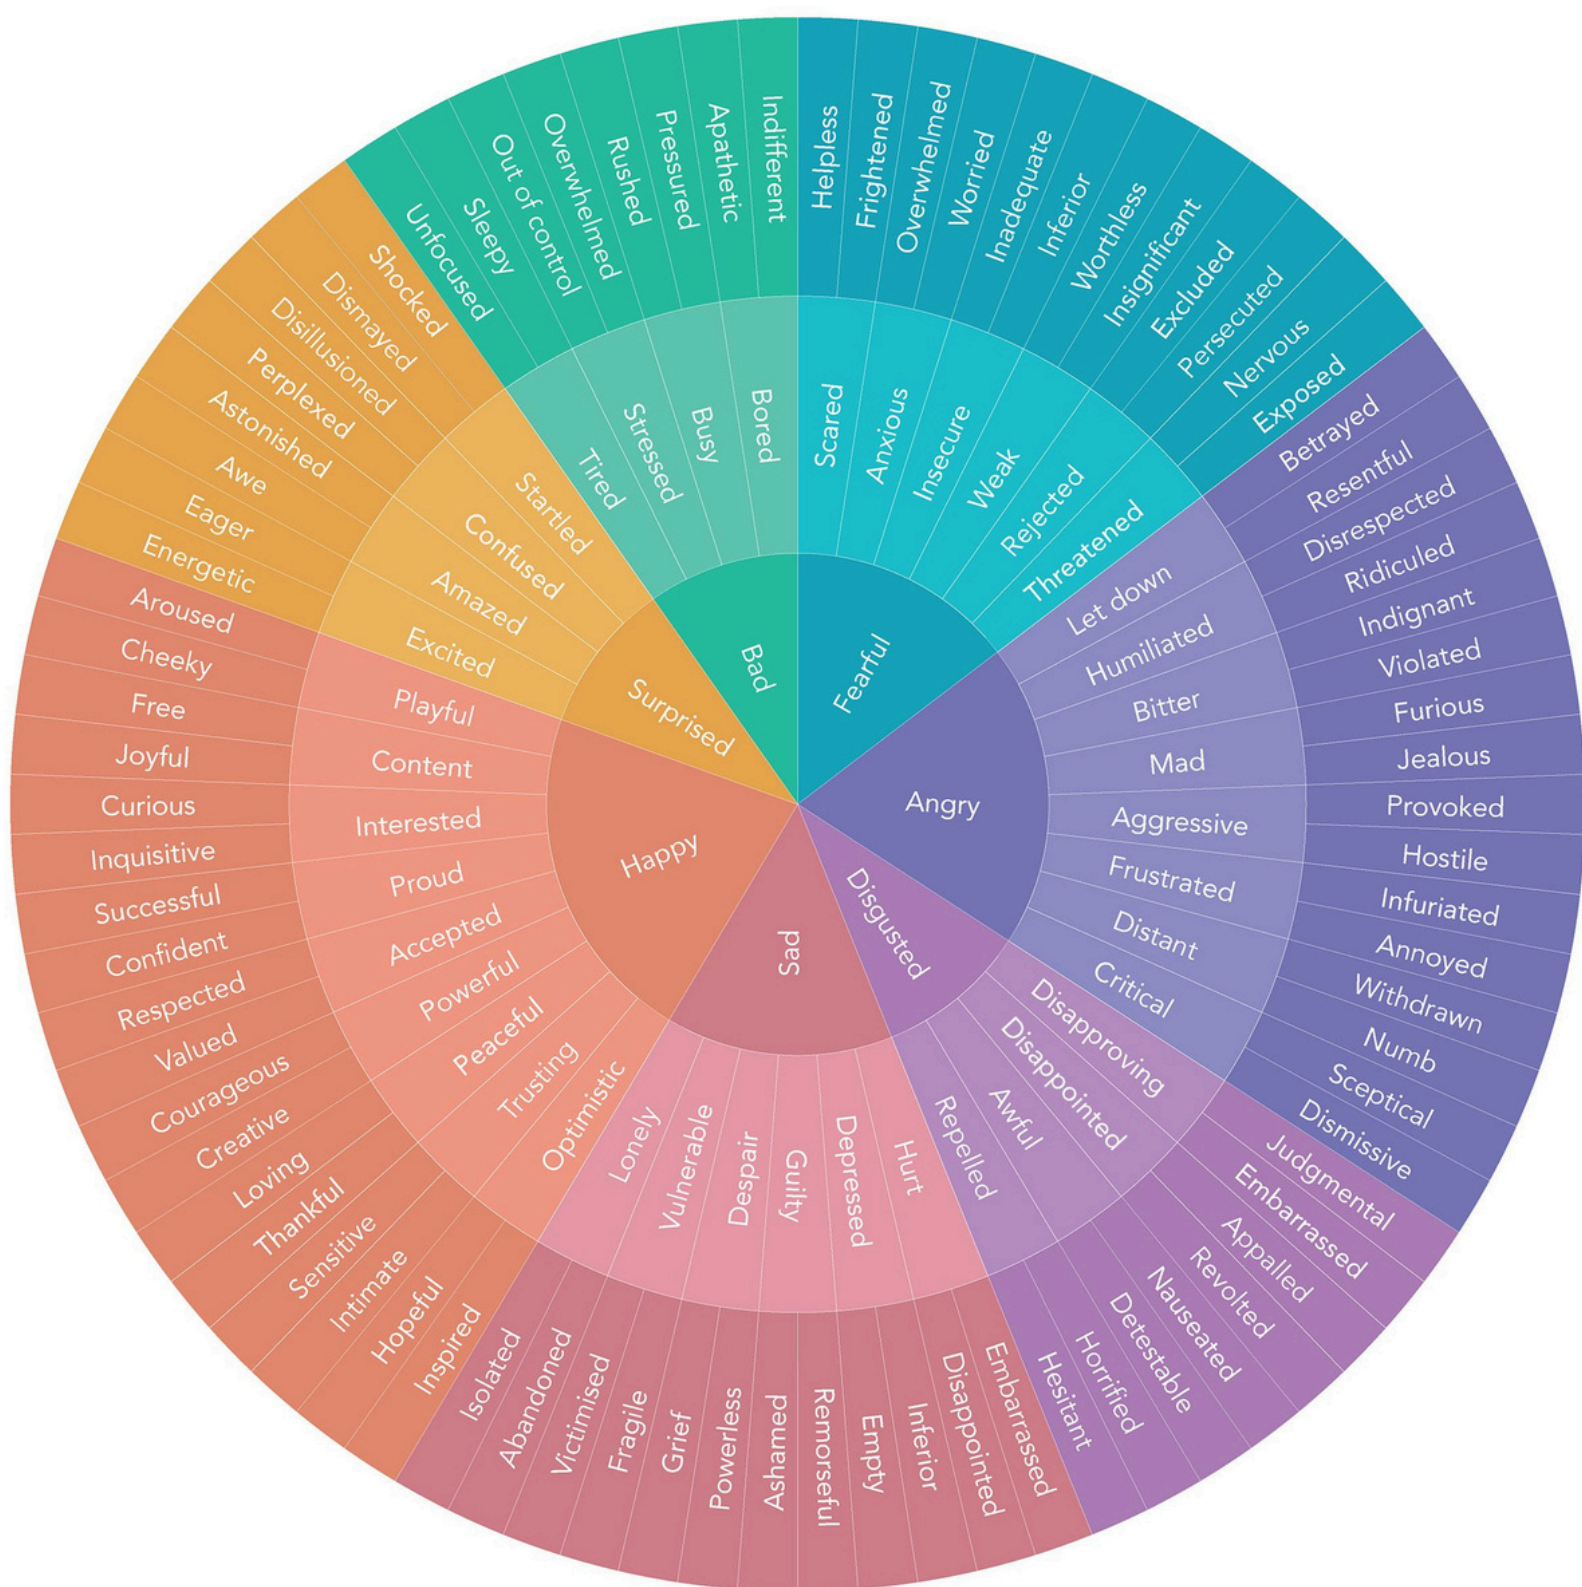 Fearful
Angry
Disgusted
Sad
Happy
Surprised
Bad
Scared
Anxious
Insecure
Weak
Rejected
Threatened
Let down
Humiliated
Bitter
Mad
Aggressive
Frustrated
Distant
Critical
Disapproving
Disappointed
Awful
Repelled
Hurt
Depressed
Guilty
Despair
Vulnerable
Lonely
Optimistic
Trusting
Peaceful
Powerful
Accepted
Proud
Interested
Content
Playful
Excited
Amazed
Confused
Startled
Tired
Stressed
Busy
Bored
Helpless
Frightened
Overwhelmed
Worried
Inadequate
Inferior
Worthless
Insignificant
Excluded
Persecuted
Nervous
Exposed
Betrayed
Resentful
Disrespected
Ridiculed
Indignant
Violated
Furious
Jealous
Provoked
Hostile
Infuriated
Annoyed
Withdrawn
Numb
Sceptical
Dismissive
Judgmental
Embarrassed
Appalled
Revolted
Nauseated
Detestable
Horrified
Hesitant
Embarrassed
Disappointed
Inferior
Empty
Remorseful
Ashamed
Powerless
Grief
Fragile
Victimised
Abandoned
Isolated
Inspired
Hopeful
Intimate
Sensitive
Thankful
Loving
Creative
Courageous
Valued
Respected
Confident
Successful
Inquisitive
Curious
Joyful
Free
Cheeky
Aroused
Energetic
Eager
Awe
Astonished
Perplexed
Disillusioned
Dismayed
Shocked
Unfocused
Sleepy
Out of control
Overwhelmed
Rushed
Pressured
Apathetic
Indifferent